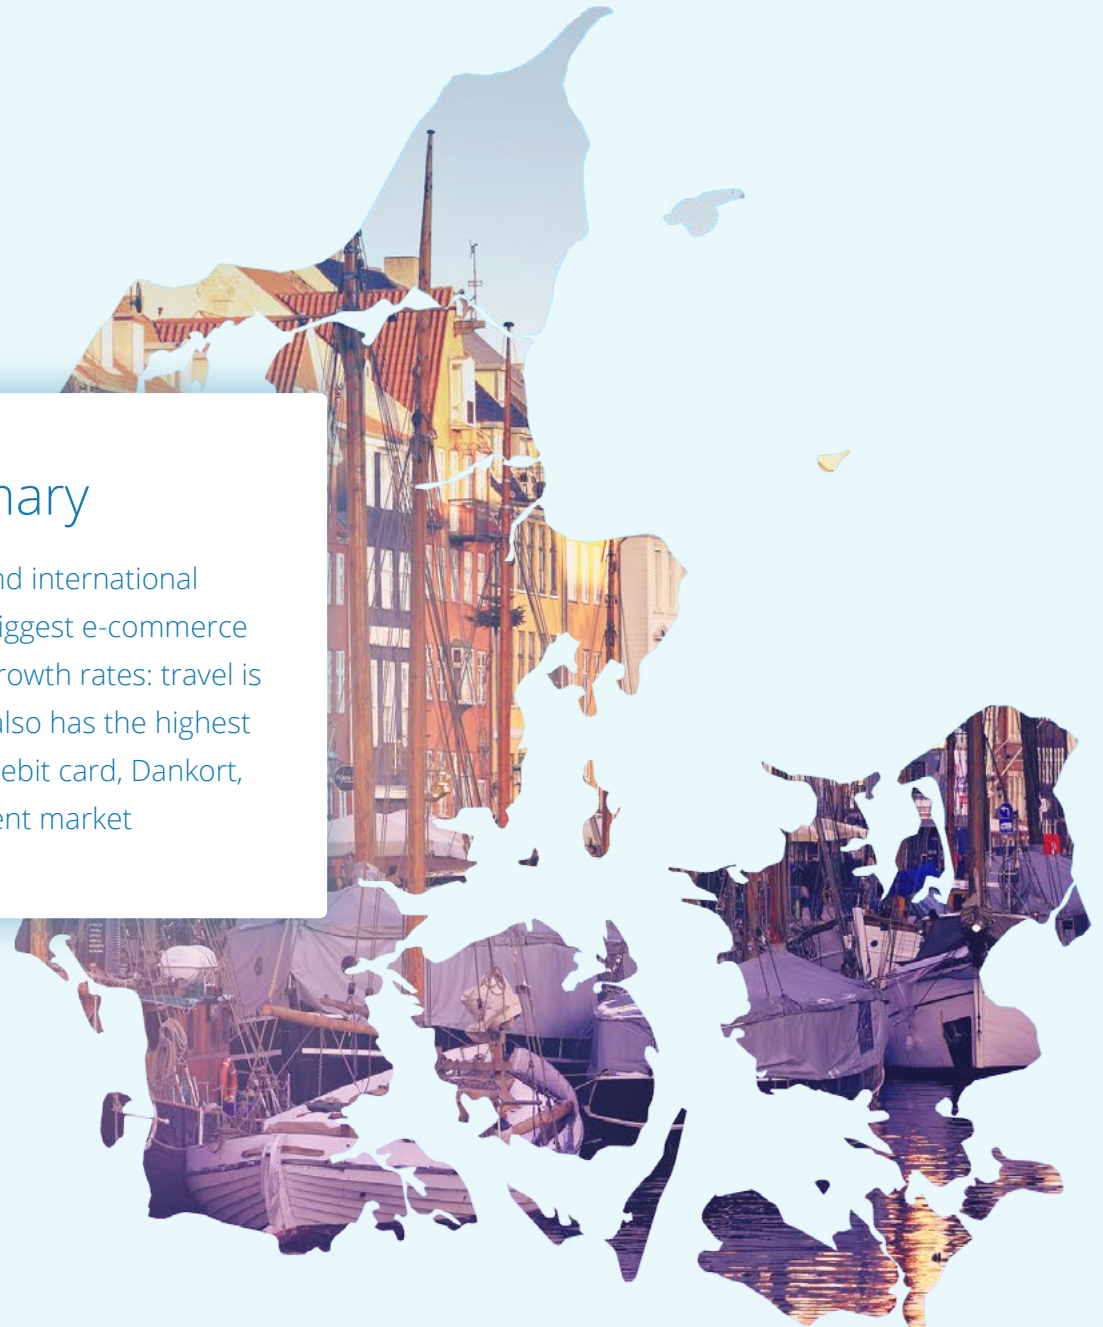 nary
nd international
iggest e-commerce
rowth rates: travel is
also has the highest
ebit card, Dankort,
ent market